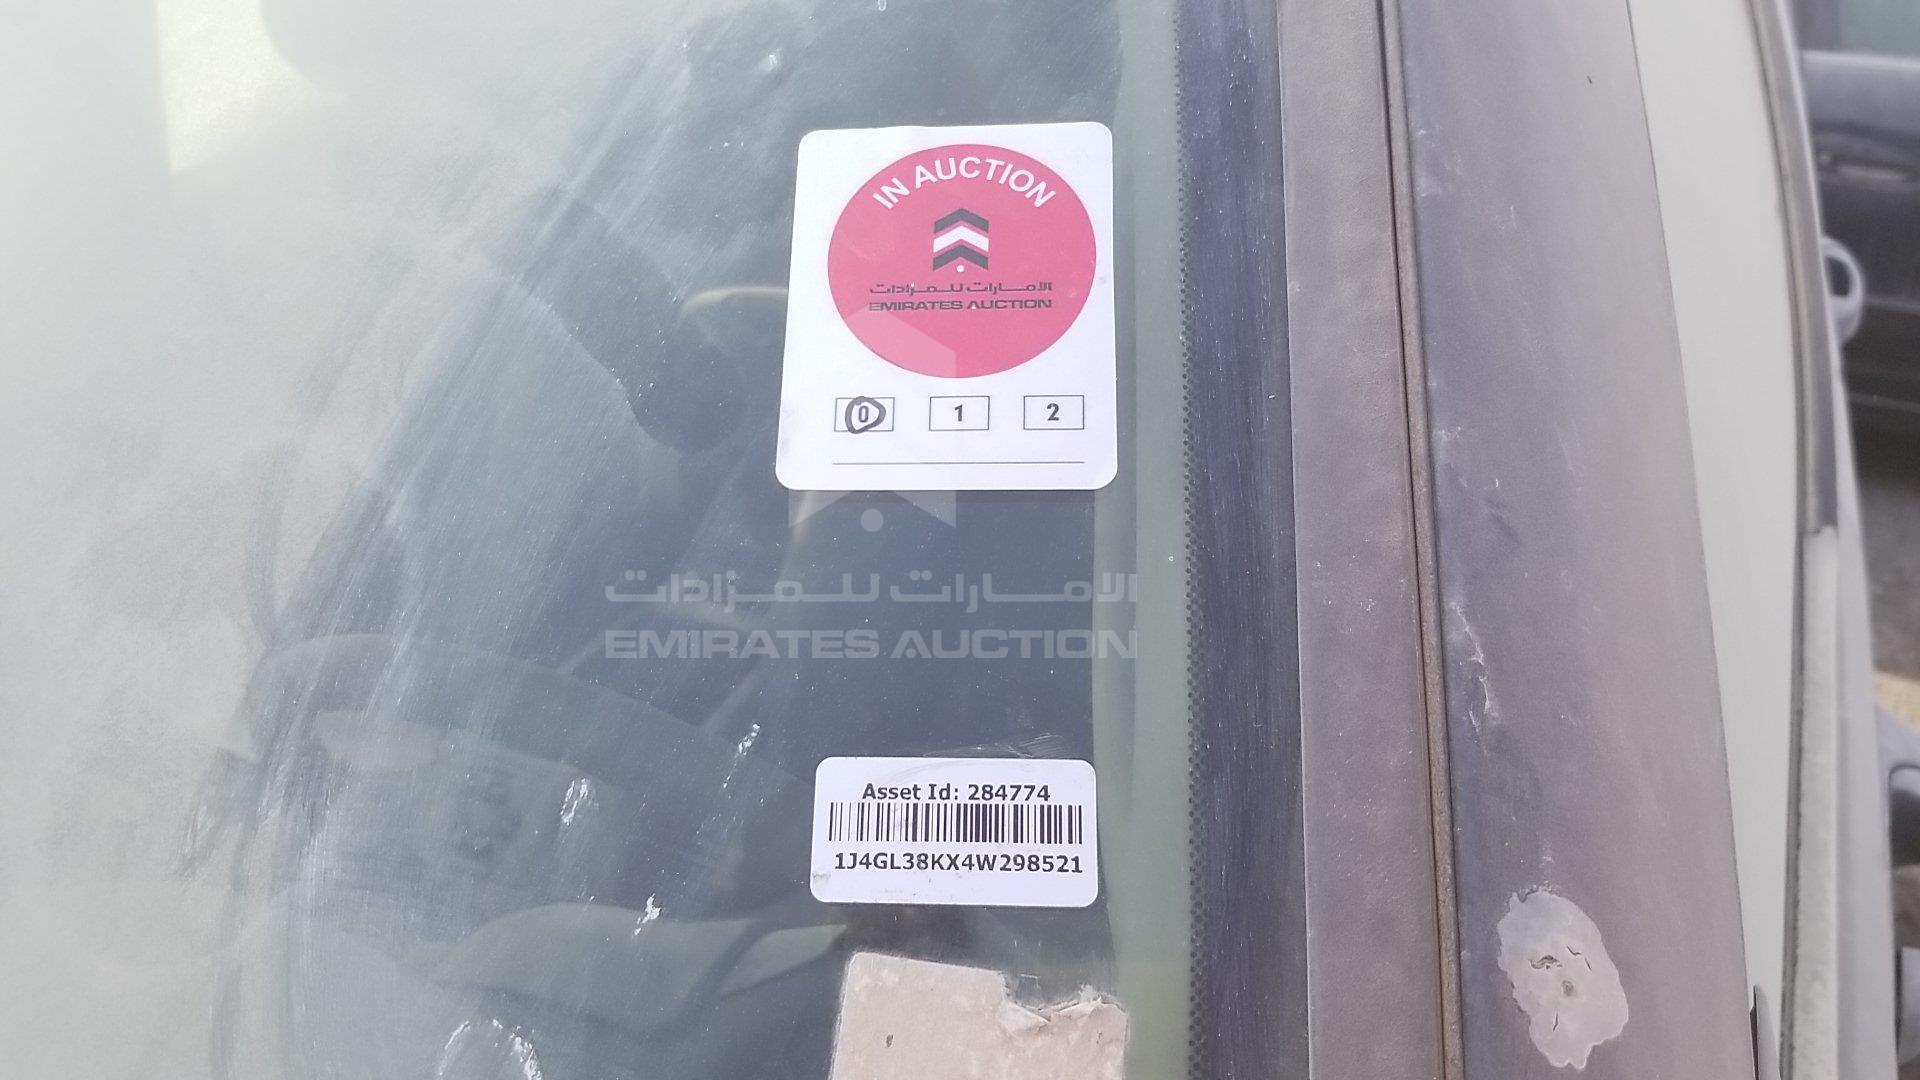 IN AUCTION
الامارات للمزادات
EMIRATES AUCTION
0 1 2
الامارات للمزادات
EMIRATES AUCTION
Asset Id: 284774
1J4GL38KX4W298521